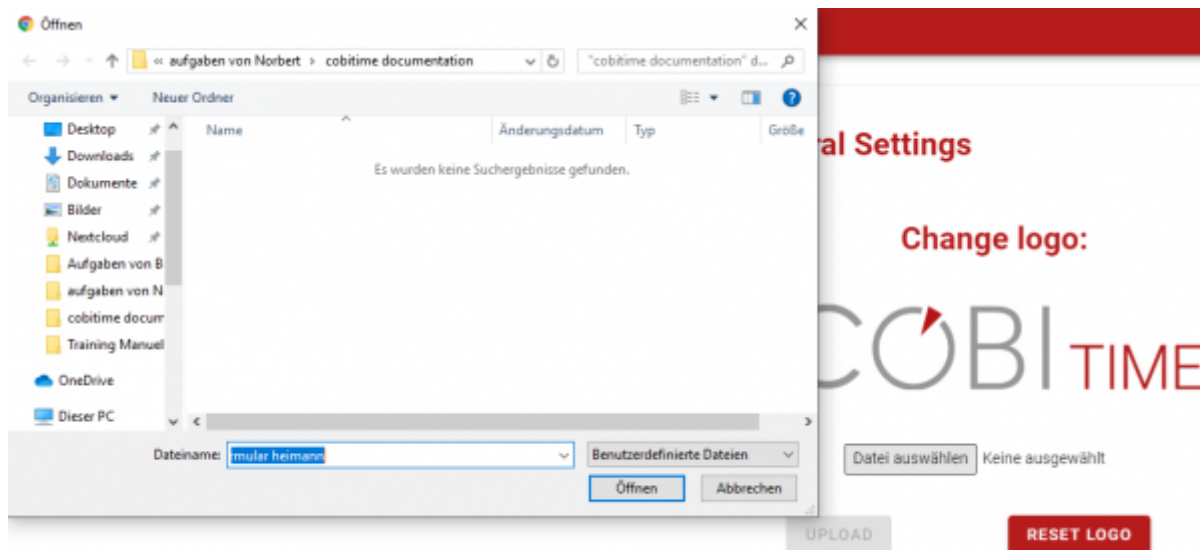 Öffnen
« aufgaben von Norbert > cobitime documentation
"cobitime documentation" d...
Organisieren
Neuer Ordner
Name
Änderungsdatum
Typ
Größe
Es wurden keine Suchergebnisse gefunden.
Desktop
Downloads
Dokumente
Bilder
Nextcloud
Aufgaben von B
aufgaben von N
cobitime docum
Training Manuel
OneDrive
Dieser PC
Dateiname: rmular heimann
Benutzerdefinierte Dateien
Öffnen
Abbrechen
al Settings
Change logo:
COBI TIME
Datei auswählen Keine ausgewählt
UPLOAD
RESET LOGO